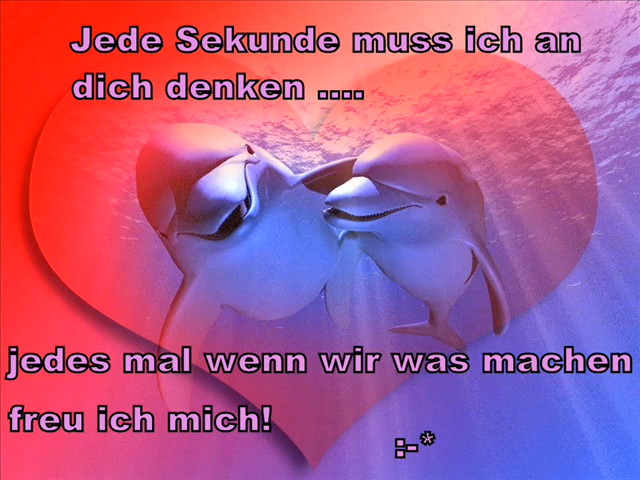 Jede Sekunde muss ich an
dich denken ....
jedes mal wenn wir was machen
freu ich mich!
:-*